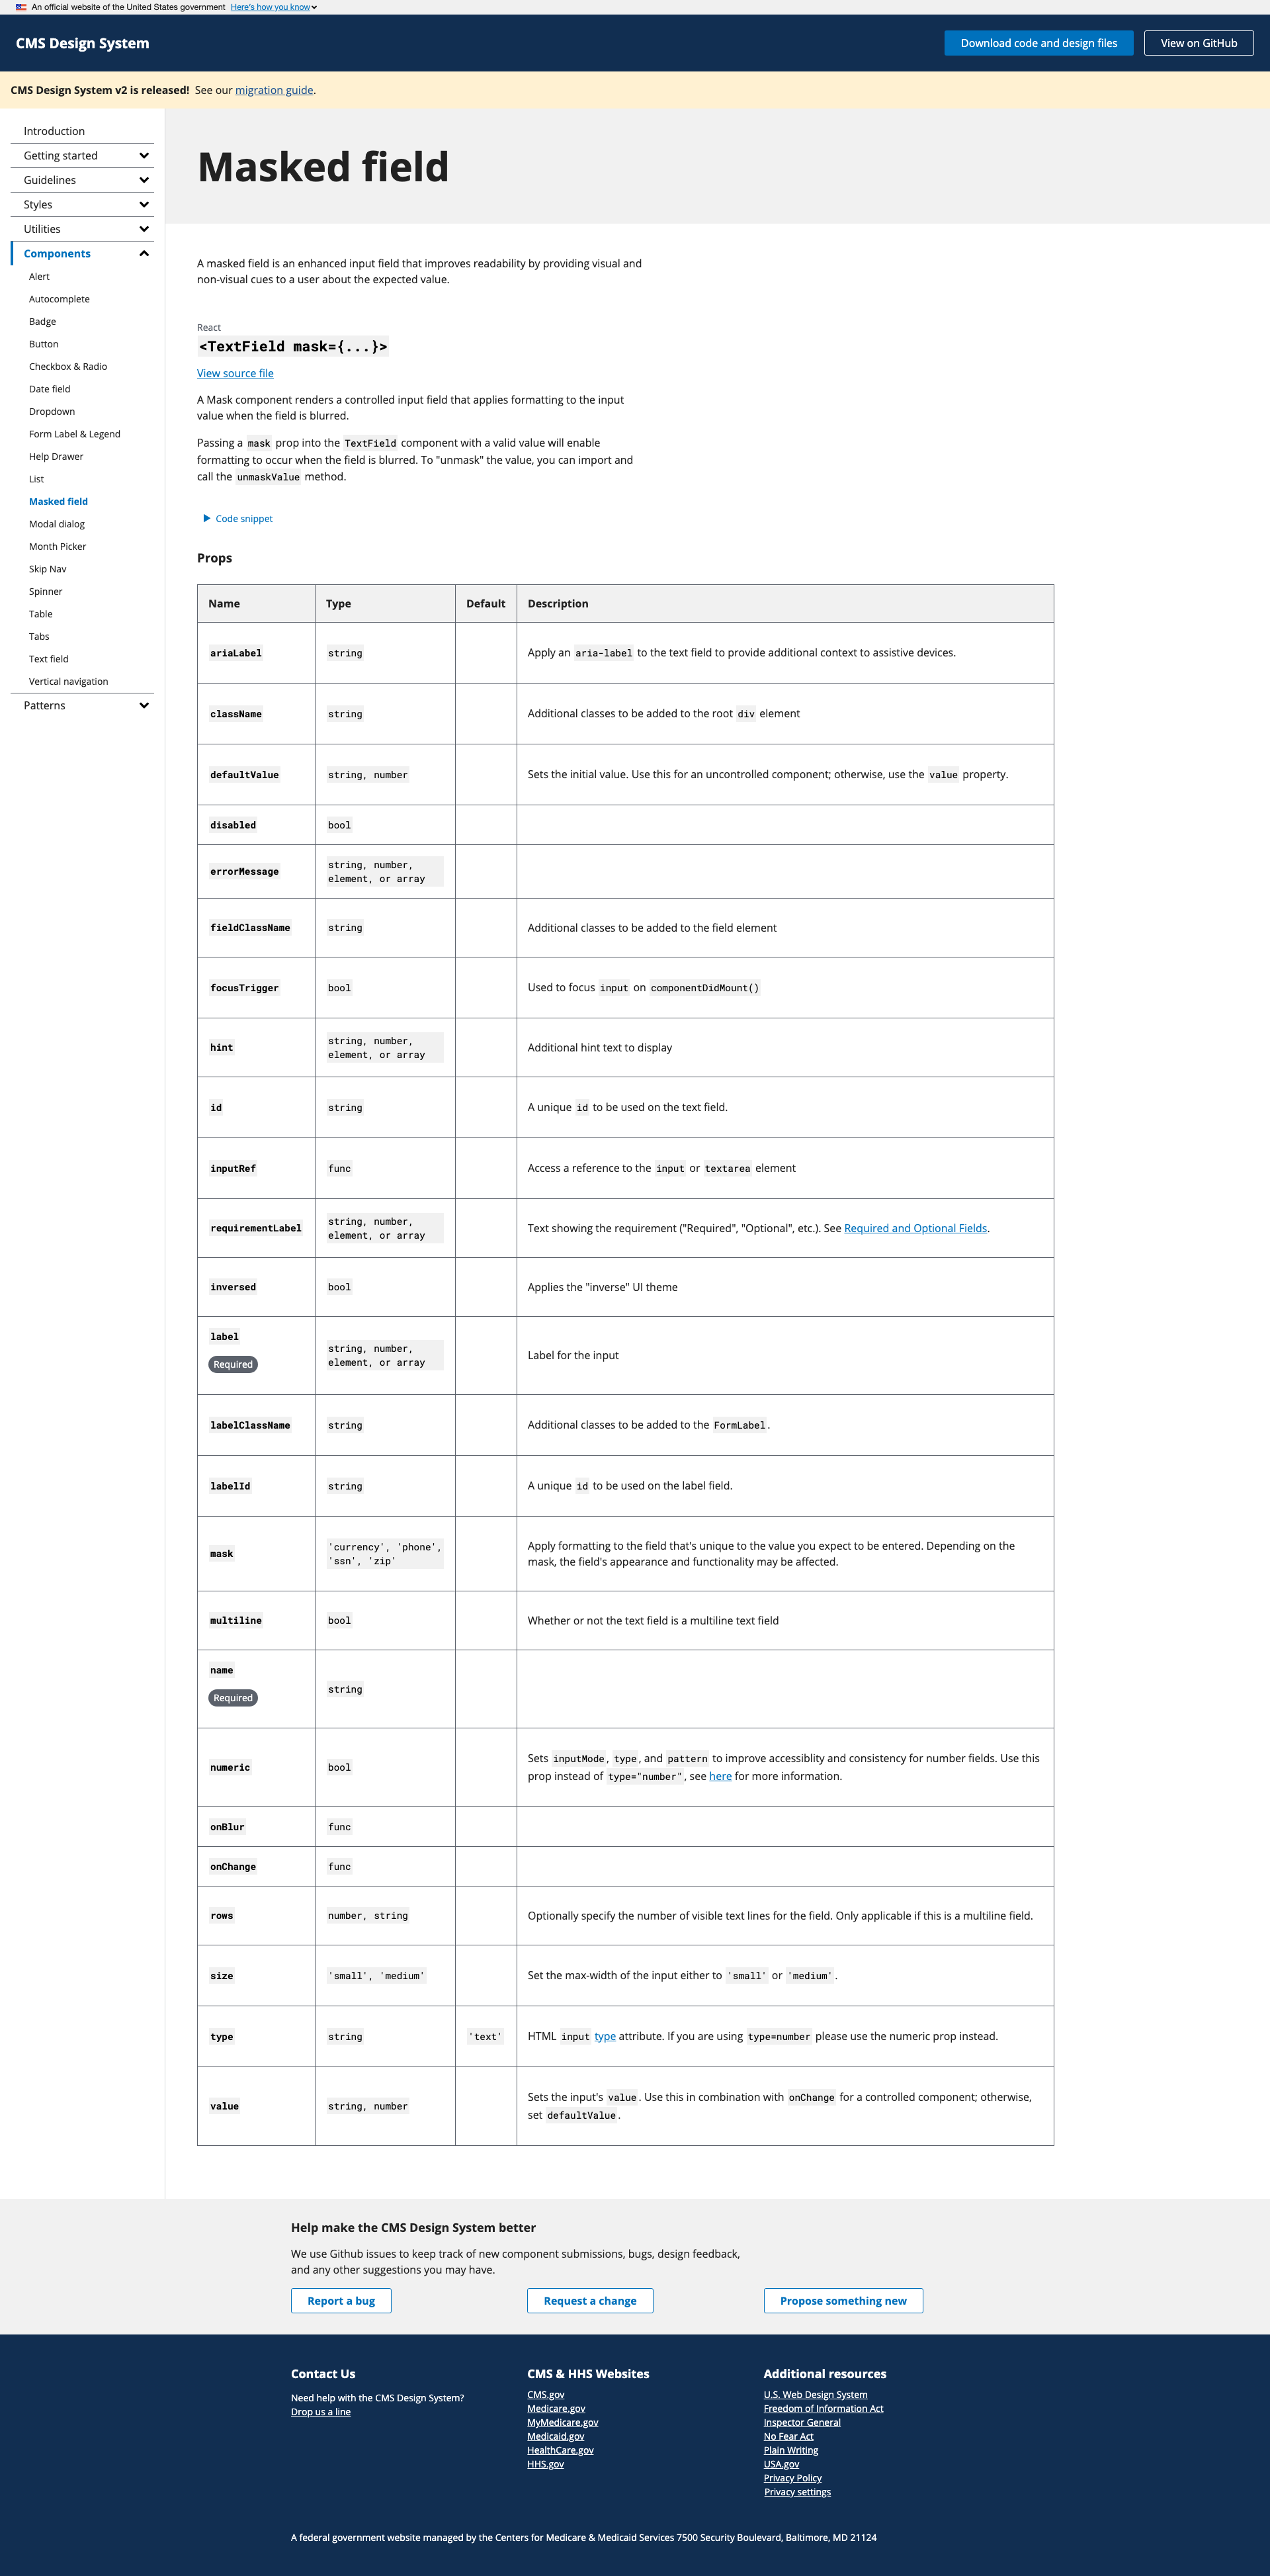 An official website of the United States government Here's how you know
CMS Design System
Download code and design files
View on GitHub
CMS Design System v2 is released! See our migration guide.
Introduction
Getting started
Guidelines
Styles
Utilities
Components
Alert
Autocomplete
Badge
Button
Checkbox & Radio
Date field
Dropdown
Form Label & Legend
Help Drawer
List
Masked field
Modal dialog
Month Picker
Skip Nav
Spinner
Table
Tabs
Text field
Vertical navigation
Patterns
Masked field
A masked field is an enhanced input field that improves readability by providing visual and
non-visual cues to a user about the expected value.
React
<TextField mask={...}>
View source file
A Mask component renders a controlled input field that applies formatting to the input
value when the field is blurred.
Passing a mask prop into the TextField component with a valid value will enable
formatting to occur when the field is blurred. To "unmask" the value, you can import and
call the unmaskValue method.
Code snippet
Props
Name Type Default Description
ariaLabel string Apply an aria-label to the text field to provide additional context to assistive devices.
className string Additional classes to be added to the root div element
defaultValue string, number Sets the initial value. Use this for an uncontrolled component; otherwise, use the value property.
disabled bool
errorMessage string, number,
element, or array
fieldClassName string Additional classes to be added to the field element
focusTrigger bool Used to focus input on componentDidMount()
hint string, number,
element, or array
Additional hint text to display
id string A unique id to be used on the text field.
inputRef func Access a reference to the input or textarea element
requirementLabel string, number,
element, or array
Text showing the requirement ("Required", "Optional", etc.). See Required and Optional Fields.
inversed bool Applies the "inverse" UI theme
label
Required
string, number,
element, or array
Label for the input
labelClassName string Additional classes to be added to the FormLabel.
labelId string A unique id to be used on the label field.
mask 'currency', 'phone',
'ssn', 'zip'
Apply formatting to the field that's unique to the value you expect to be entered. Depending on the
mask, the field's appearance and functionality may be affected.
multiline bool Whether or not the text field is a multiline text field
name
Required
string
numeric bool Sets inputMode, type, and pattern to improve accessiblity and consistency for number fields. Use this
prop instead of type="number", see here for more information.
onBlur func
onChange func
rows number, string Optionally specify the number of visible text lines for the field. Only applicable if this is a multiline field.
size 'small', 'medium' Set the max-width of the input either to 'small' or 'medium'.
type string 'text' HTML input type attribute. If you are using type=number please use the numeric prop instead.
value string, number Sets the input's value. Use this in combination with onChange for a controlled component; otherwise,
set defaultValue.
Help make the CMS Design System better
We use Github issues to keep track of new component submissions, bugs, design feedback,
and any other suggestions you may have.
Report a bug
Request a change
Propose something new
Contact Us
Need help with the CMS Design System?
Drop us a line
CMS & HHS Websites
CMS.gov
Medicare.gov
MyMedicare.gov
Medicaid.gov
HealthCare.gov
HHS.gov
Additional resources
U.S. Web Design System
Freedom of Information Act
Inspector General
No Fear Act
Plain Writing
USA.gov
Privacy Policy
Privacy settings
A federal government website managed by the Centers for Medicare & Medicaid Services 7500 Security Boulevard, Baltimore, MD 21124